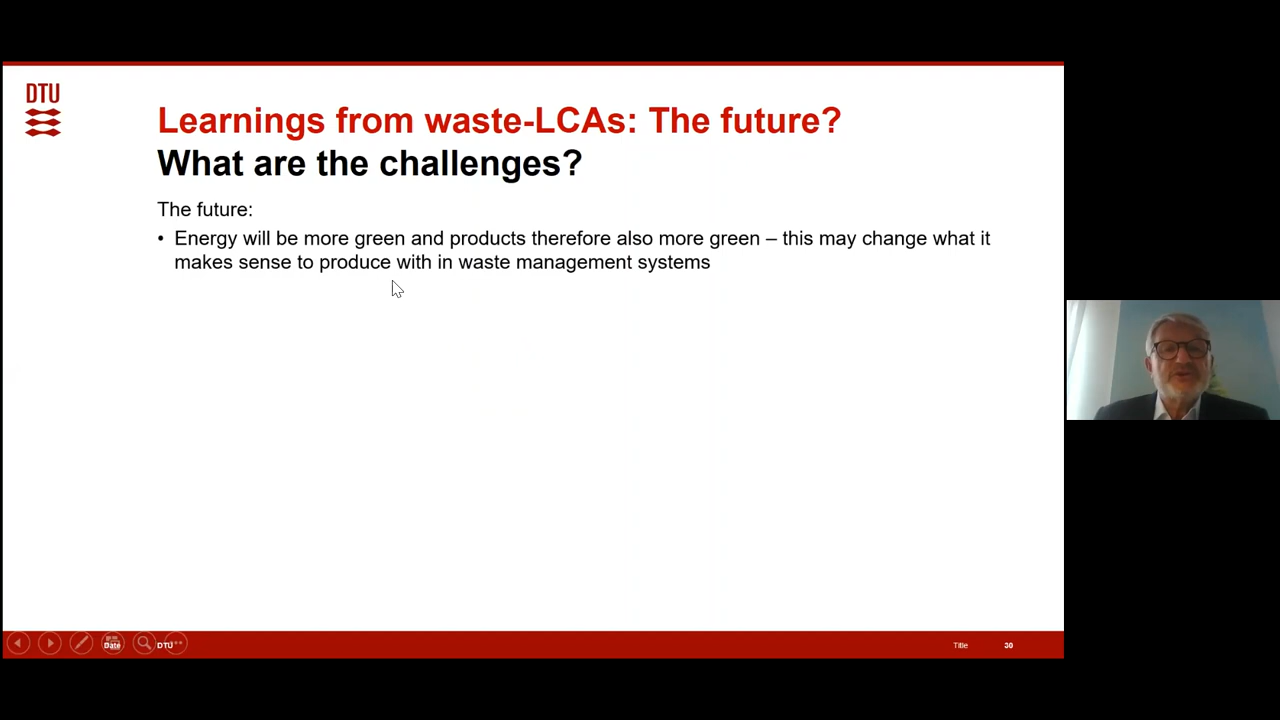 DTU
Learnings from waste-LCAs: The future?
What are the challenges?
The future:
• Energy will be more green and products therefore also more green – this may change what it
makes sense to produce with in waste management systems
Date
DTU
Title
30